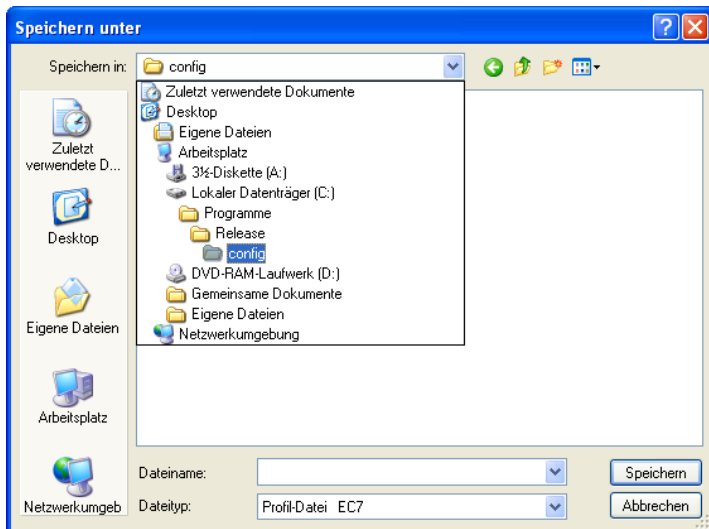 Speichern unter
Speichern in:
config
Zuletzt verwendete Dokumente
Desktop
Eigene Dateien
Arbeitsplatz
3½-Diskette (A:)
Lokaler Datenträger (C:)
Programme
Release
config
DVD-RAM-Laufwerk (D:)
Gemeinsame Dokumente
Eigene Dateien
Netzwerkumgebung
Zuletzt
verwendete D...
Desktop
Eigene Dateien
Arbeitsplatz
Netzwerkumgeb
Dateiname:
Speichern
Dateityp:
Profil-Datei EC7
Abbrechen